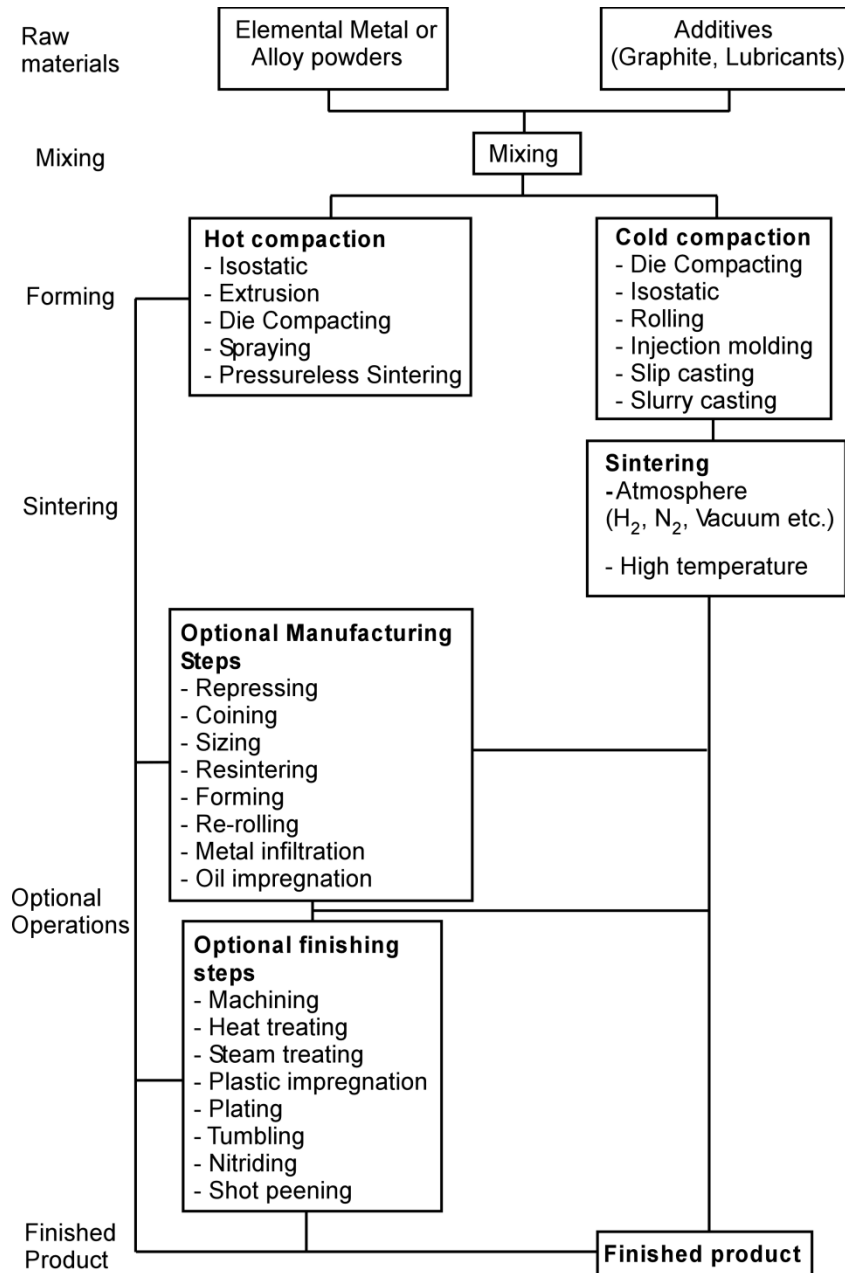 Raw
materials
Elemental Metal or
Alloy powders
Additives
(Graphite, Lubricants)
Mixing
Mixing
Forming
Hot compaction
- Isostatic
- Extrusion
- Die Compacting
- Spraying
- Pressureless Sintering
Cold compaction
- Die Compacting
- Isostatic
- Rolling
- Injection molding
- Slip casting
- Slurry casting
Sintering
Sintering
-Atmosphere
(H₂, N₂, Vacuum etc.)
- High temperature
Optional Manufacturing
Steps
- Repressing
- Coining
- Sizing
- Resintering
- Forming
- Re-rolling
- Metal infiltration
- Oil impregnation
Optional
Operations
Optional finishing
steps
- Machining
- Heat treating
- Steam treating
- Plastic impregnation
- Plating
- Tumbling
- Nitriding
- Shot peening
Finished
Product
Finished product